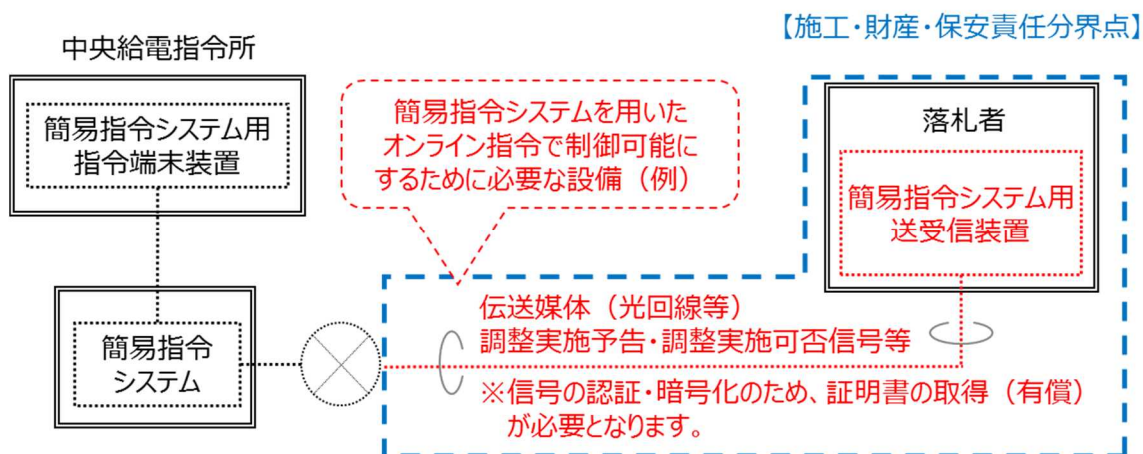 【施工・財産・保安責任分界点】
中央給電指令所
簡易指令システム用
指令端末装置
簡易指令システムを用いた
オンライン指令で制御可能に
するために必要な設備（例）
落札者
簡易指令システム用
送受信装置
簡易指令
システム
伝送媒体（光回線等）
調整実施予告・調整実施可否信号等
※信号の認証・暗号化のため、証明書の取得（有償）
が必要となります。